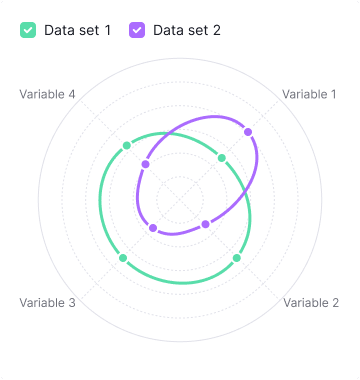 Data set 1 Data set 2
Variable 4 Variable 1
Variable 3 Variable 2